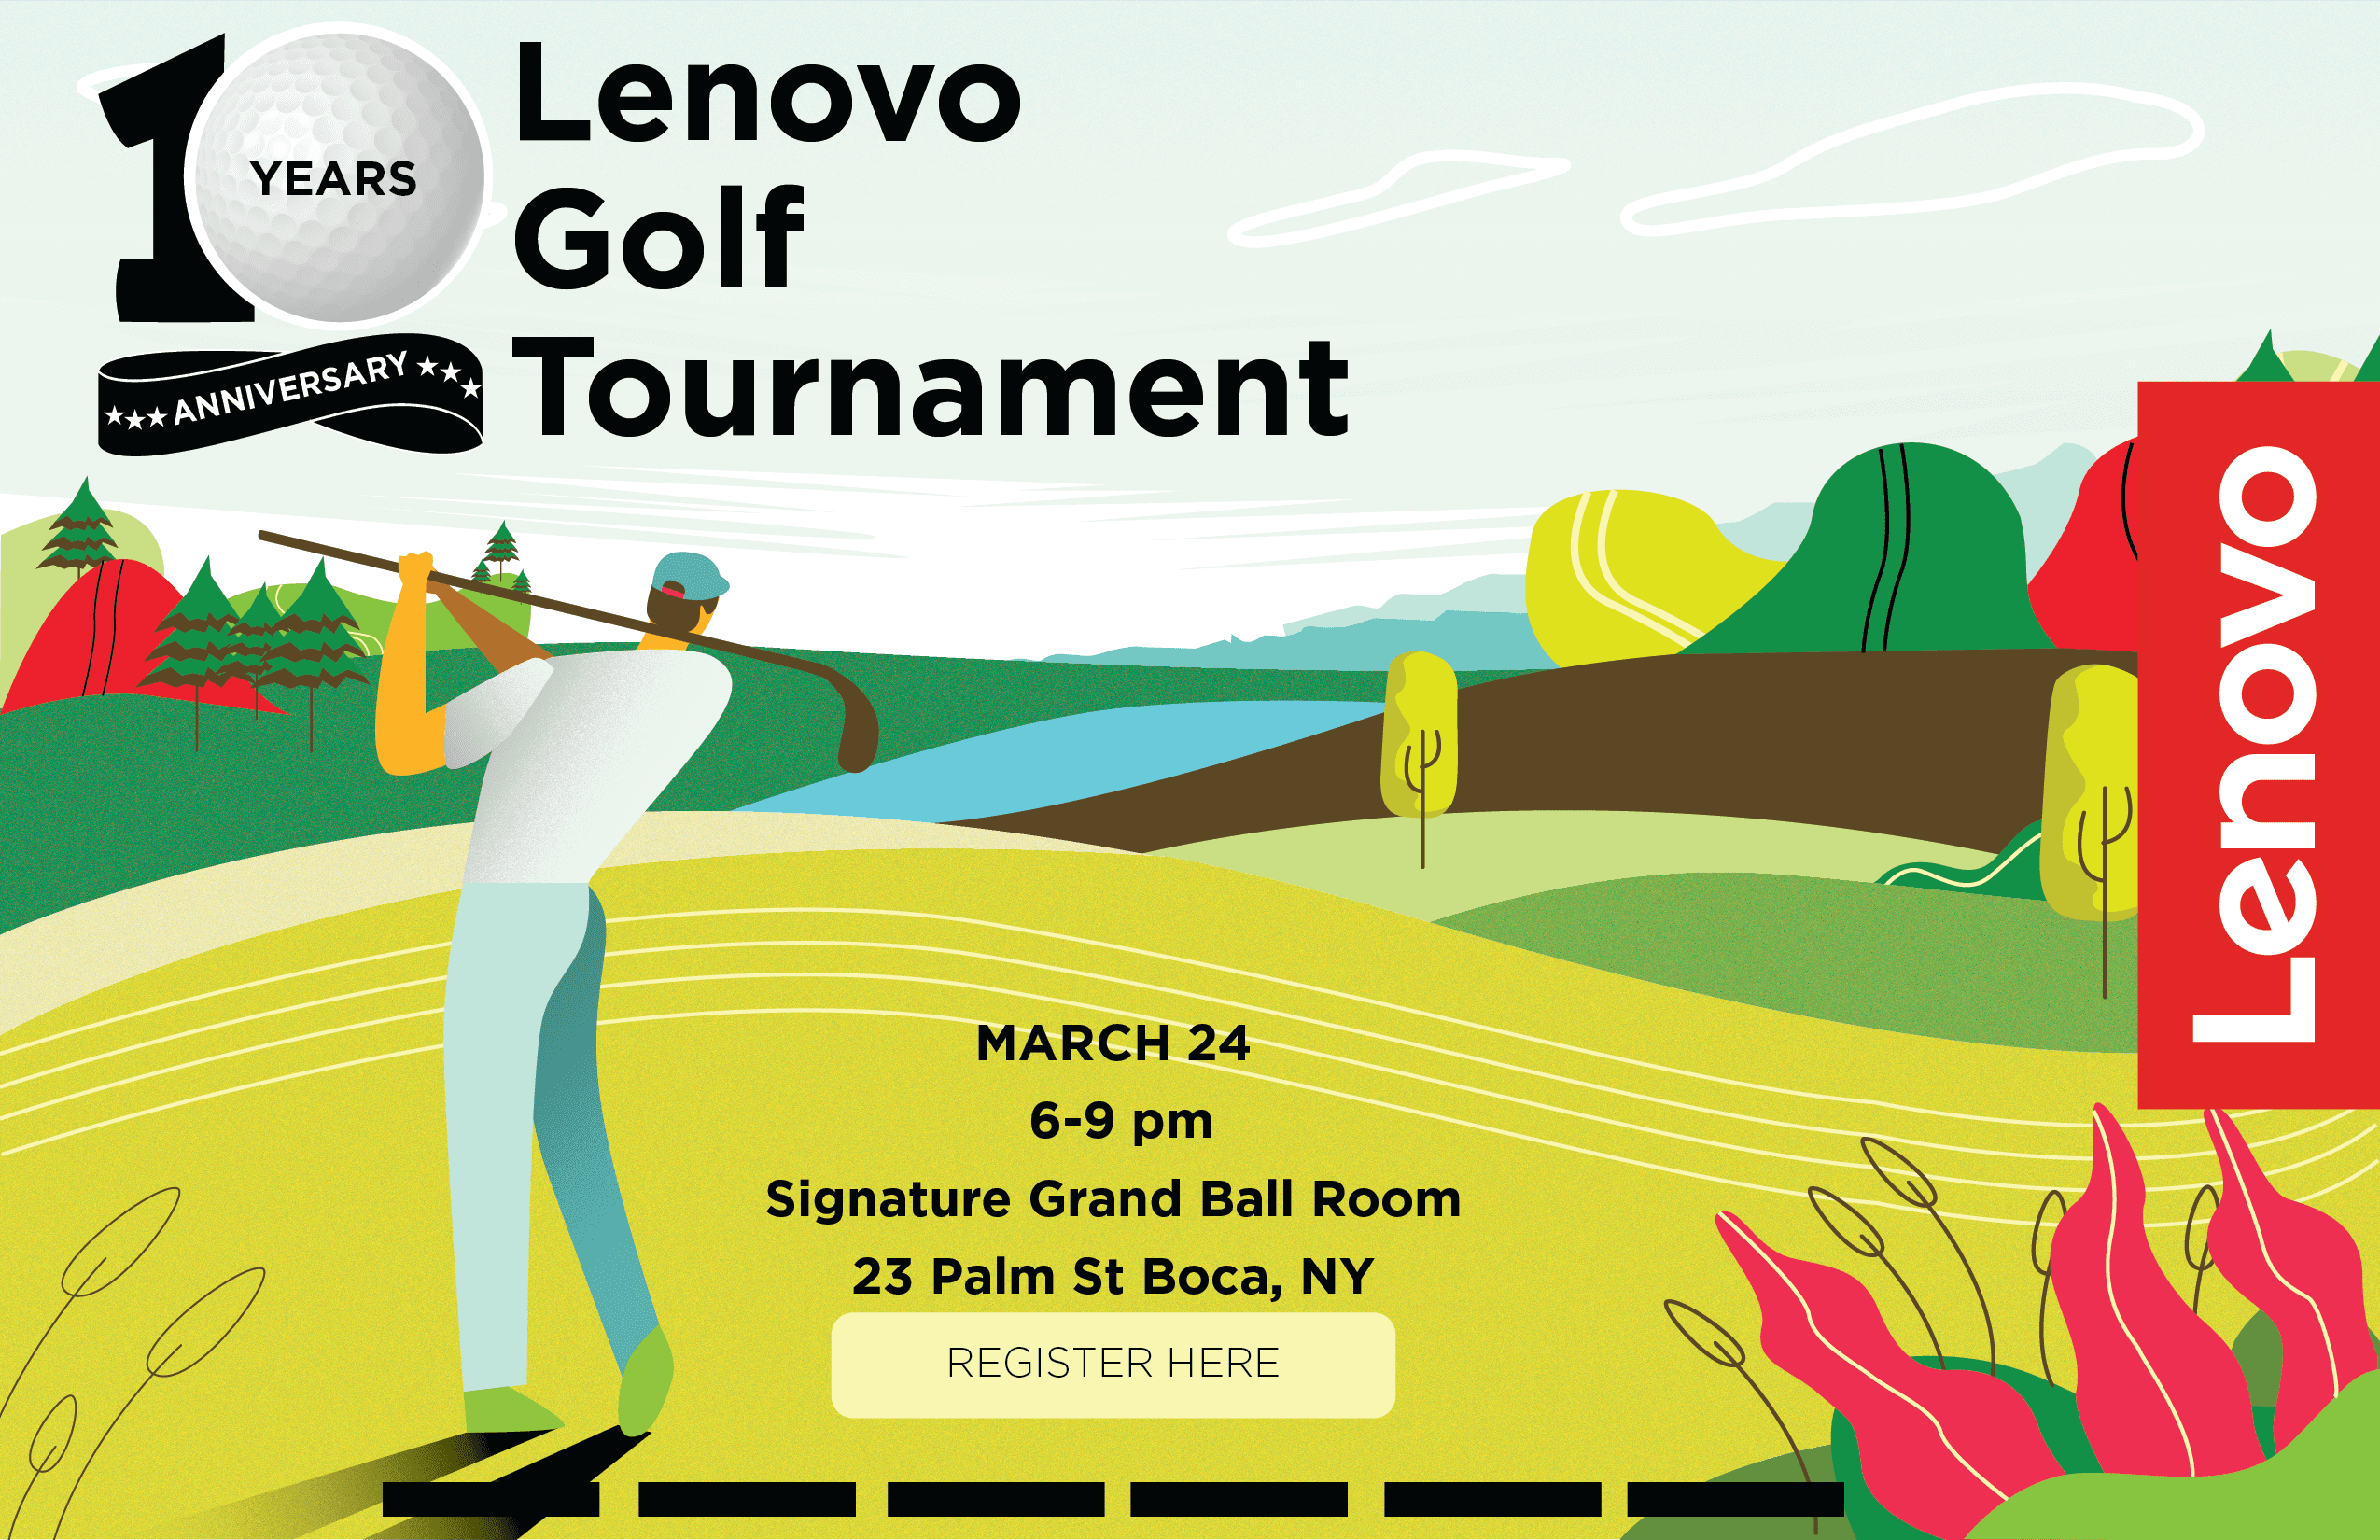 YEARS
★★★ ANNIVERSARY ★★★
Lenovo
Golf
Tournament
Lenovo
MARCH 24
6-9 pm
Signature Grand Ball Room
23 Palm St Boca, NY
REGISTER HERE